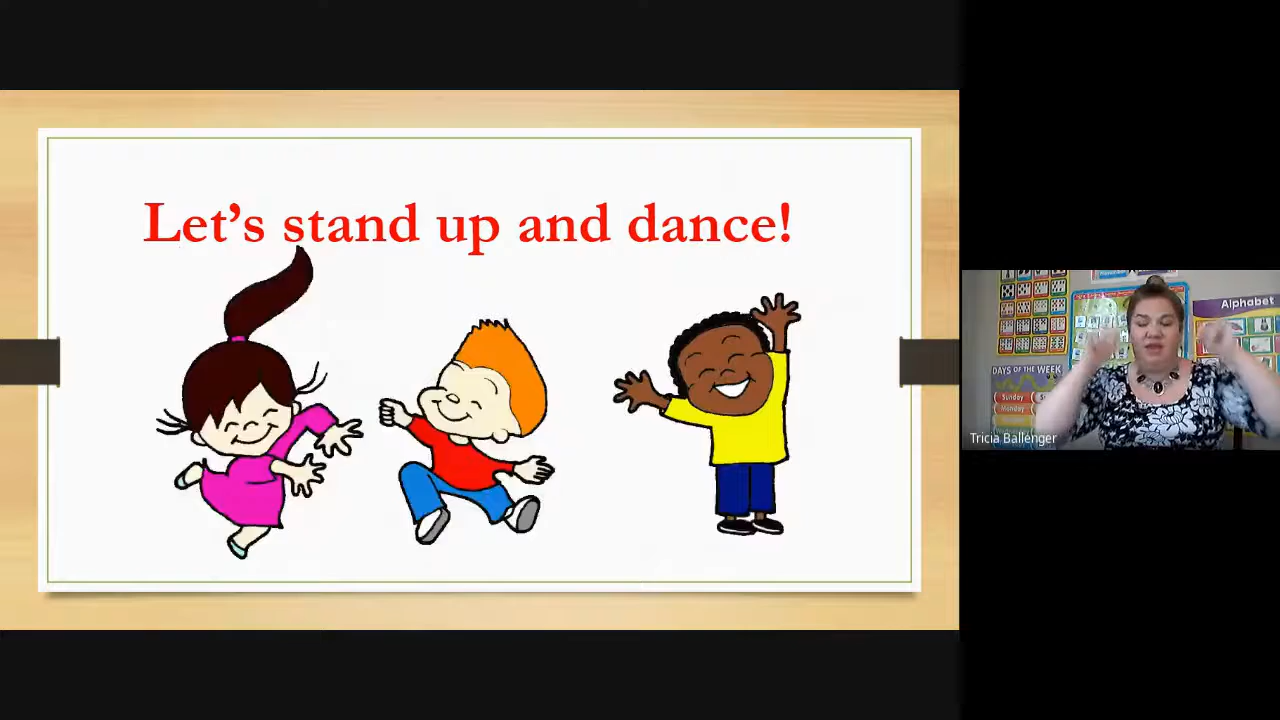 Let's stand up and dance!
Alphabet
DAYS OF THE WEEK
Sunday
Monday
Tricia Ballenger